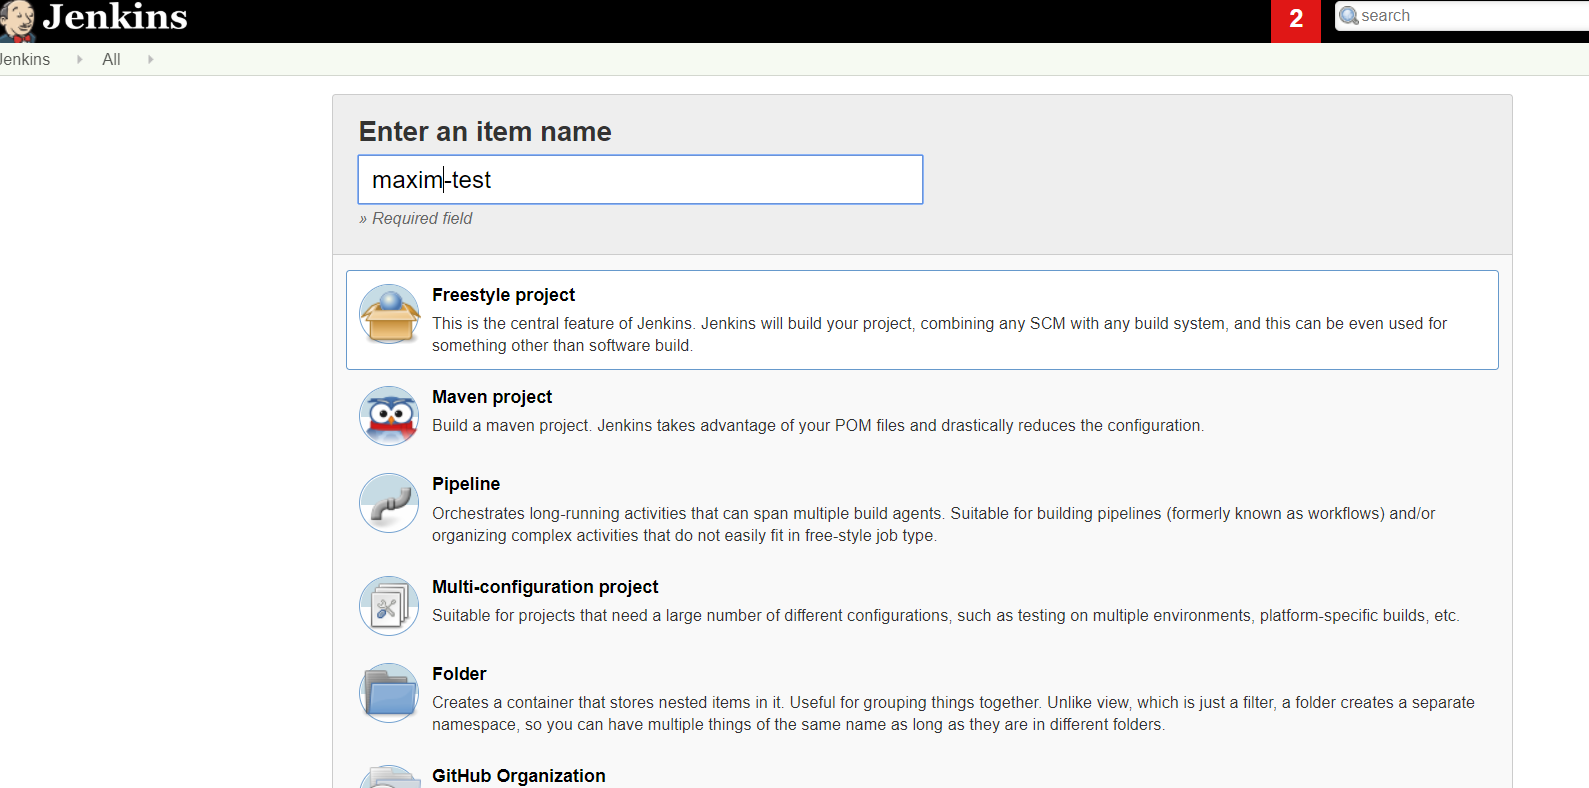 Jenkins
2
search
Jenkins
All
Enter an item name
maxim-test
» Required field
Freestyle project
This is the central feature of Jenkins. Jenkins will build your project, combining any SCM with any build system, and this can be even used for
something other than software build.
Maven project
Build a maven project. Jenkins takes advantage of your POM files and drastically reduces the configuration.
Pipeline
Orchestrates long-running activities that can span multiple build agents. Suitable for building pipelines (formerly known as workflows) and/or
organizing complex activities that do not easily fit in free-style job type.
Multi-configuration project
Suitable for projects that need a large number of different configurations, such as testing on multiple environments, platform-specific builds, etc.
Folder
Creates a container that stores nested items in it. Useful for grouping things together. Unlike view, which is just a filter, a folder creates a separate
namespace, so you can have multiple things of the same name as long as they are in different folders.
GitHub Organization